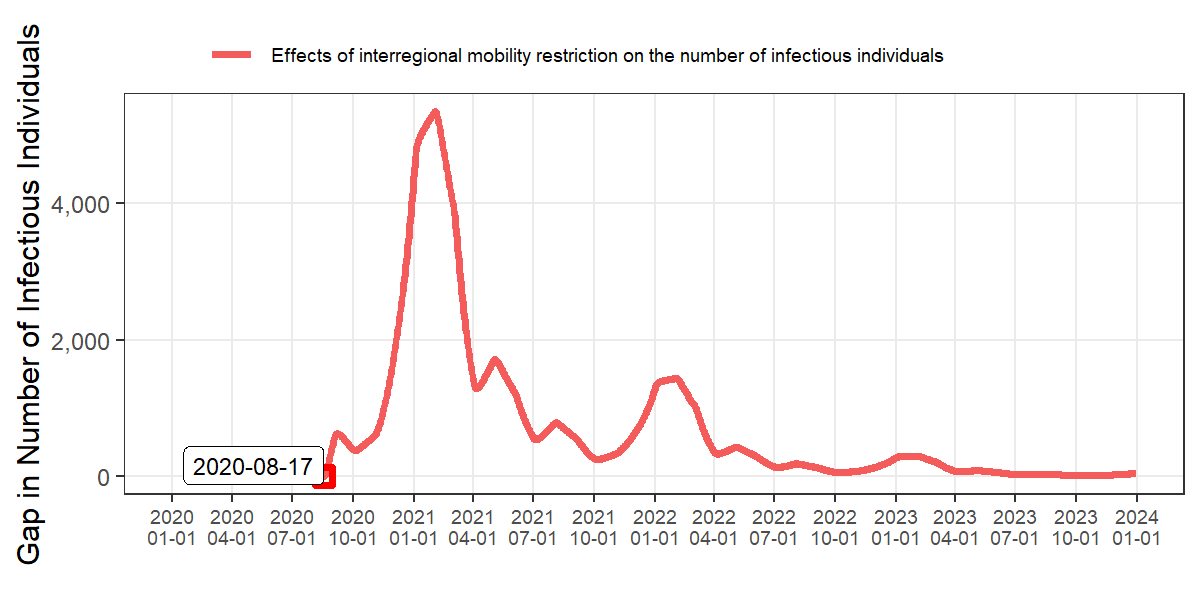 Effects of interregional mobility restriction on the number of infectious individuals
Gap in Number of Infectious Individuals
4,000
2,000
0
2020-08-17
2020 2020 2020 2020 2021 2021 2021 2021 2022 2022 2022 2022 2023 2023 2023 2023 2024
01-01 04-01 07-01 10-01 01-01 04-01 07-01 10-01 01-01 04-01 07-01 10-01 01-01 04-01 07-01 10-01 01-01